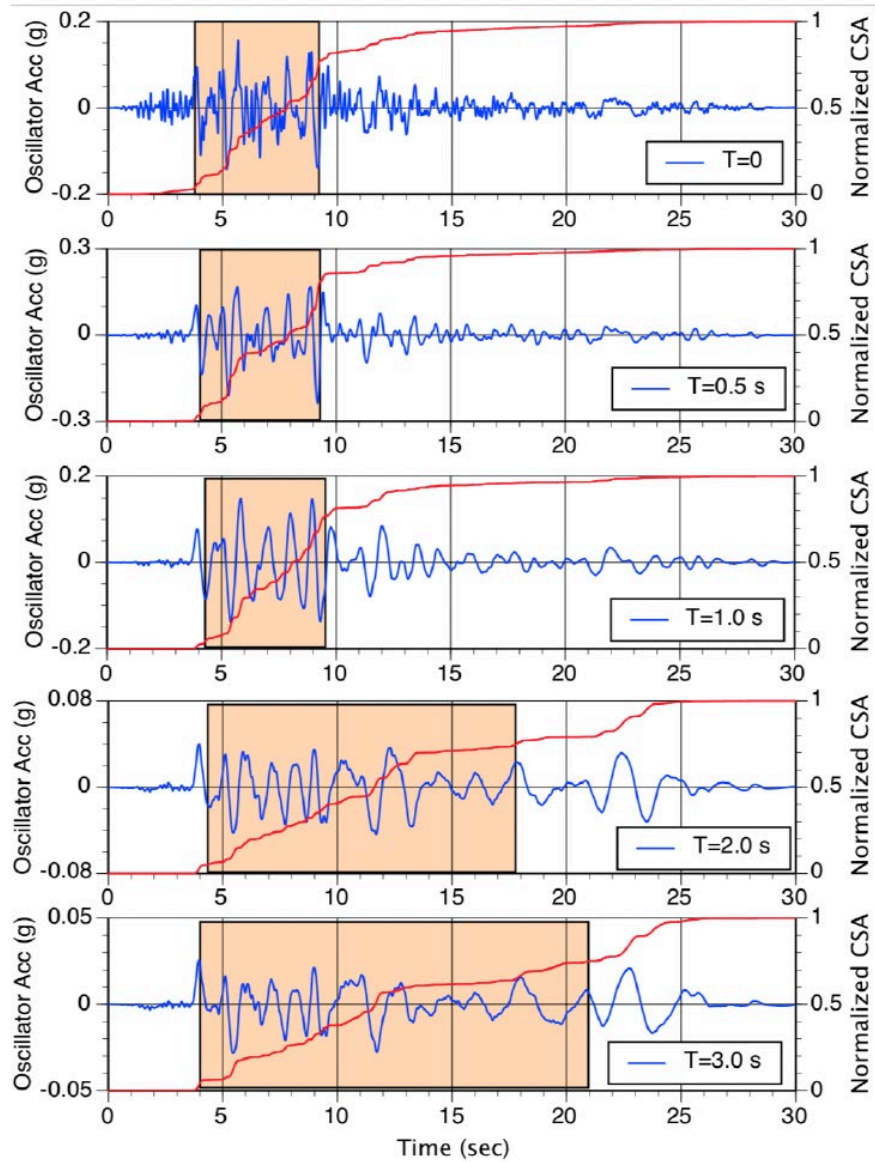 Oscillator Acc (g)
0.2
0
-0.2
1
0.5
0
Normalized CSA
T=0
0 5 10 15 20 25 30
Oscillator Acc (g)
0.3
0
-0.3
1
0.5
0
Normalized CSA
T=0.5 s
0 5 10 15 20 25 30
Oscillator Acc (g)
0.2
0
-0.2
1
0.5
0
Normalized CSA
T=1.0 s
0 5 10 15 20 25 30
Oscillator Acc (g)
0.08
0
-0.08
1
0.5
0
Normalized CSA
T=2.0 s
0 5 10 15 20 25 30
Oscillator Acc (g)
0.05
0
-0.05
1
0.5
0
Normalized CSA
T=3.0 s
0 5 10 15 20 25 30
Time (sec)